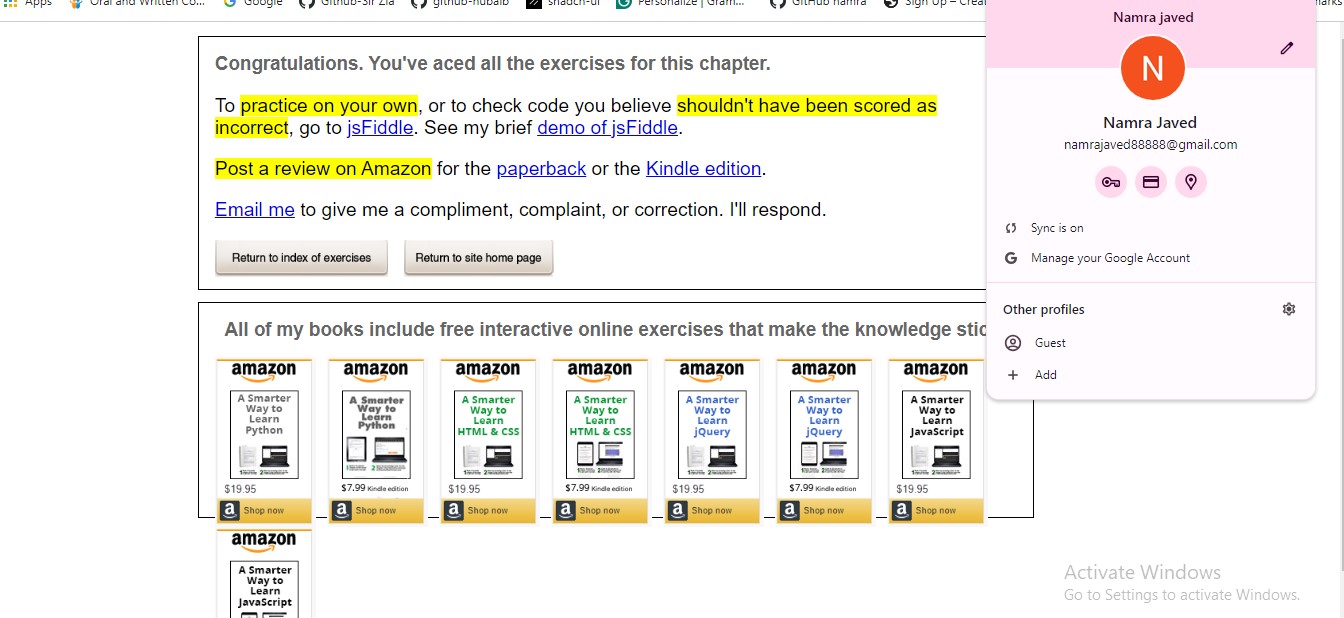 Apps
Oral and Written Co...
Google
Github-Sir Zia
github-hubaib
shadcn-ui
Personalize | Gram...
GitHub namra
Sign Up – Crea
Congratulations. You've aced all the exercises for this chapter.
To practice on your own, or to check code you believe shouldn't have been scored as
incorrect, go to jsFiddle. See my brief demo of jsFiddle.
Post a review on Amazon for the paperback or the Kindle edition.
Email me to give me a compliment, complaint, or correction. I'll respond.
Return to index of exercises
Return to site home page
Namra javed
N
Namra Javed
namrajaved88888@gmail.com
Sync is on
Manage your Google Account
Other profiles
Guest
Add
All of my books include free interactive online exercises that make the knowledge stic
amazon
A Smarter
Way to
Learn
Python
$19.95
a Shop now
amazon
A Smarter
Way to
Learn
Python
$7.99 Kindle edition
a Shop now
amazon
A Smarter
Way to
Learn
HTML & CSS
$19.95
a Shop now
amazon
A Smarter
Way to
Learn
HTML & CSS
$7.99 Kindle edition
a Shop now
amazon
A Smarter
Way to
Learn
jQuery
$19.95
a Shop now
amazon
A Smarter
Way to
Learn
jQuery
$7.99 Kindle edition
a Shop now
amazon
A Smarter
Way to
Learn
JavaScript
$19.95
a Shop now
amazon
A Smarter
Way to
Learn
JavaScript
Activate Windows
Go to Settings to activate Windows.